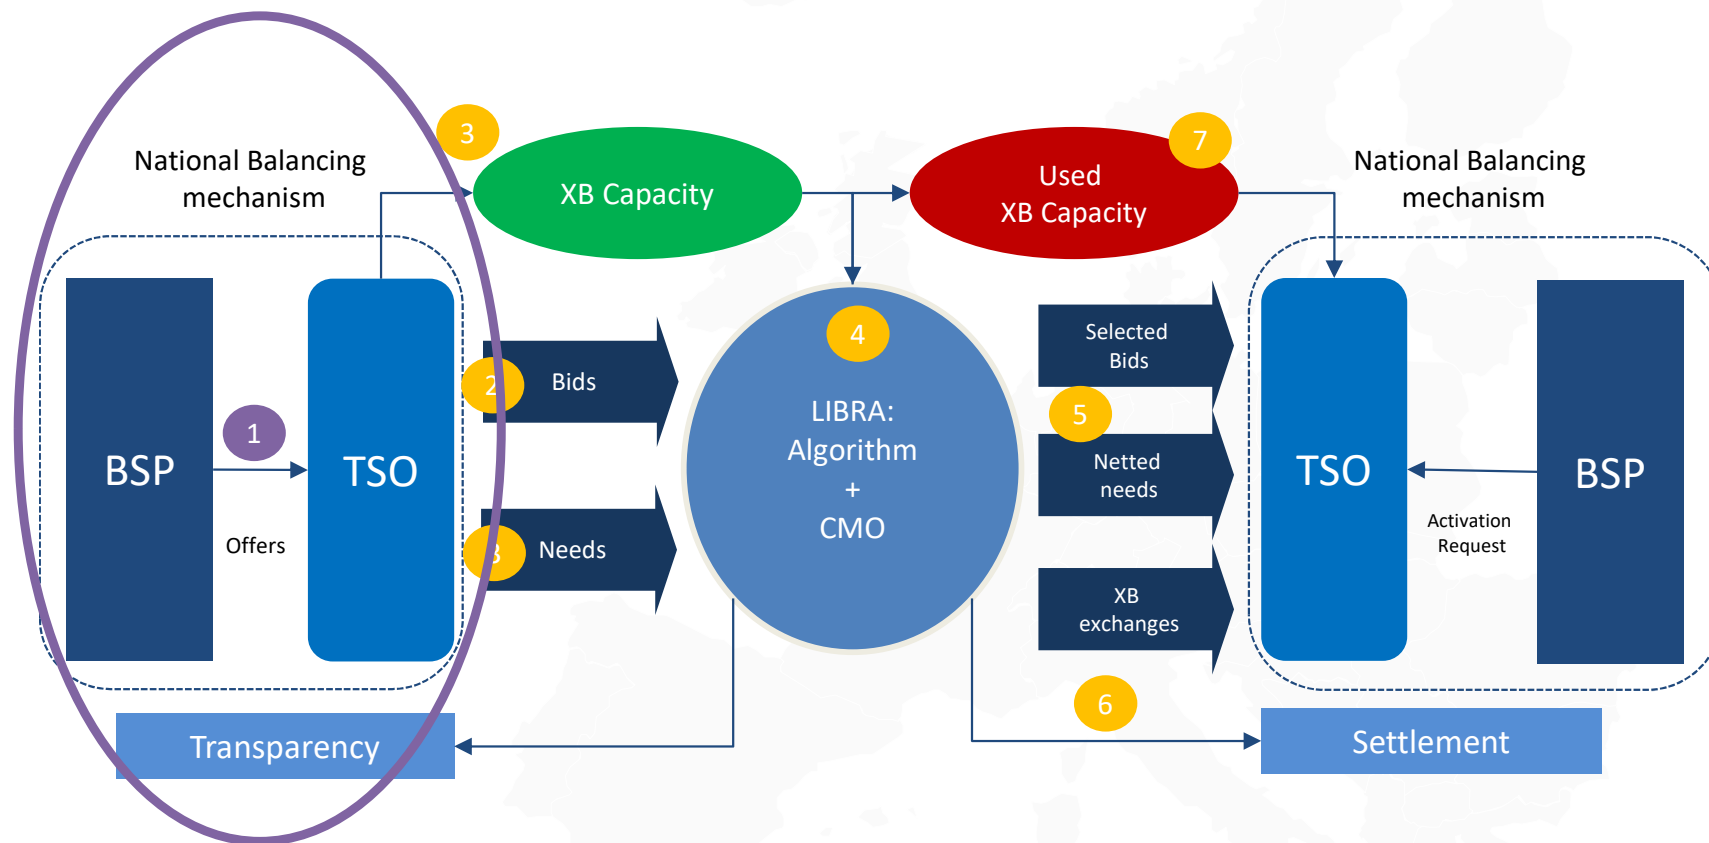 3
7
National Balancing
mechanism
XB Capacity
Used
XB Capacity
National Balancing
mechanism
4
LIBRA:
Algorithm
+
CMO
1
BSP
TSO
Offers
2
Bids
3
Needs
Selected
Bids
5
Netted
needs
XB
exchanges
TSO
BSP
Activation
Request
6
Transparency
Settlement